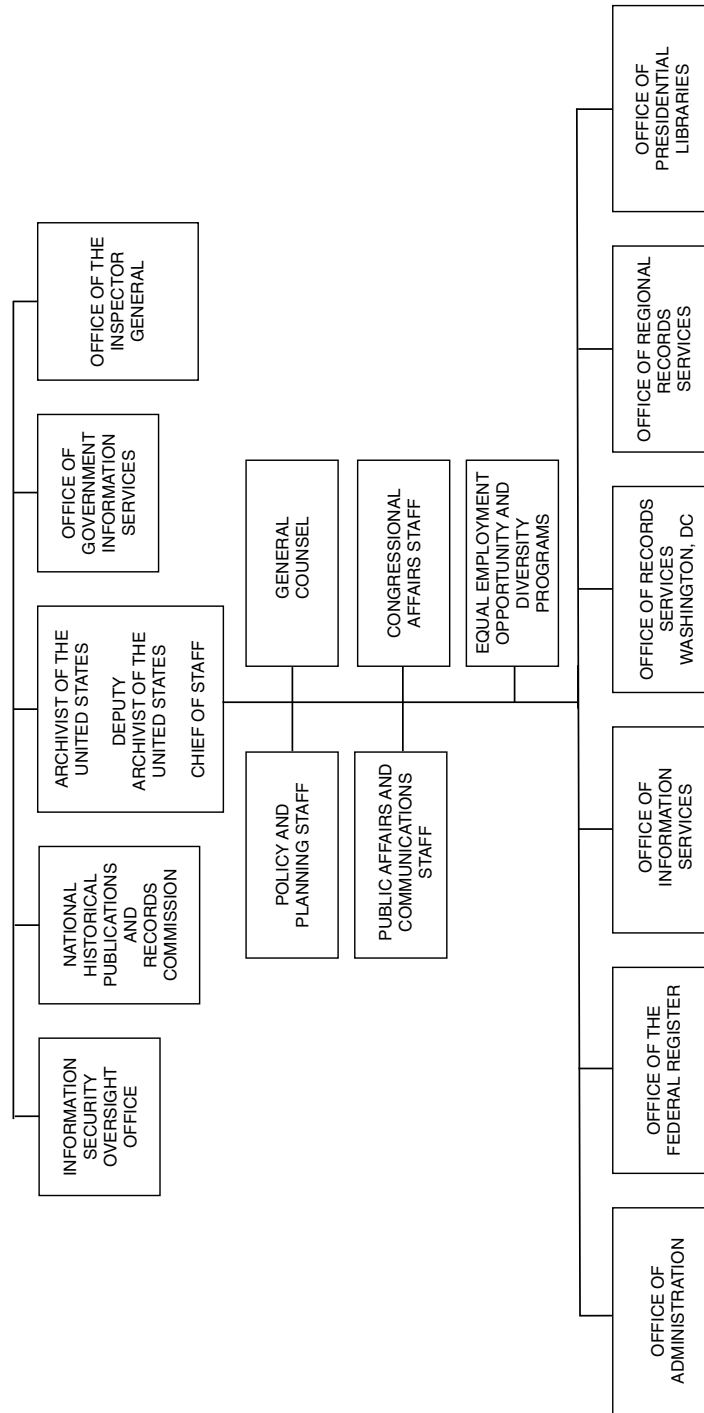 INFORMATION
SECURITY
OVERSIGHT
OFFICE
NATIONAL
HISTORICAL
PUBLICATIONS
AND
RECORDS
COMMISSION
ARCHIVIST OF THE
UNITED STATES
DEPUTY
ARCHIVIST OF THE
UNITED STATES
CHIEF OF STAFF
OFFICE OF
GOVERNMENT
INFORMATION
SERVICES
OFFICE OF THE
INSPECTOR
GENERAL
POLICY AND
PLANNING STAFF
GENERAL
COUNSEL
PUBLIC AFFAIRS AND
COMMUNICATIONS
STAFF
CONGRESSIONAL
AFFAIRS STAFF
EQUAL EMPLOYMENT
OPPORTUNITY AND
DIVERSITY
PROGRAMS
OFFICE OF
ADMINISTRATION
OFFICE OF THE
FEDERAL REGISTER
OFFICE OF
INFORMATION
SERVICES
OFFICE OF RECORDS
SERVICES
WASHINGTON, DC
OFFICE OF REGIONAL
RECORDS
SERVICES
OFFICE OF
PRESIDENTIAL
LIBRARIES